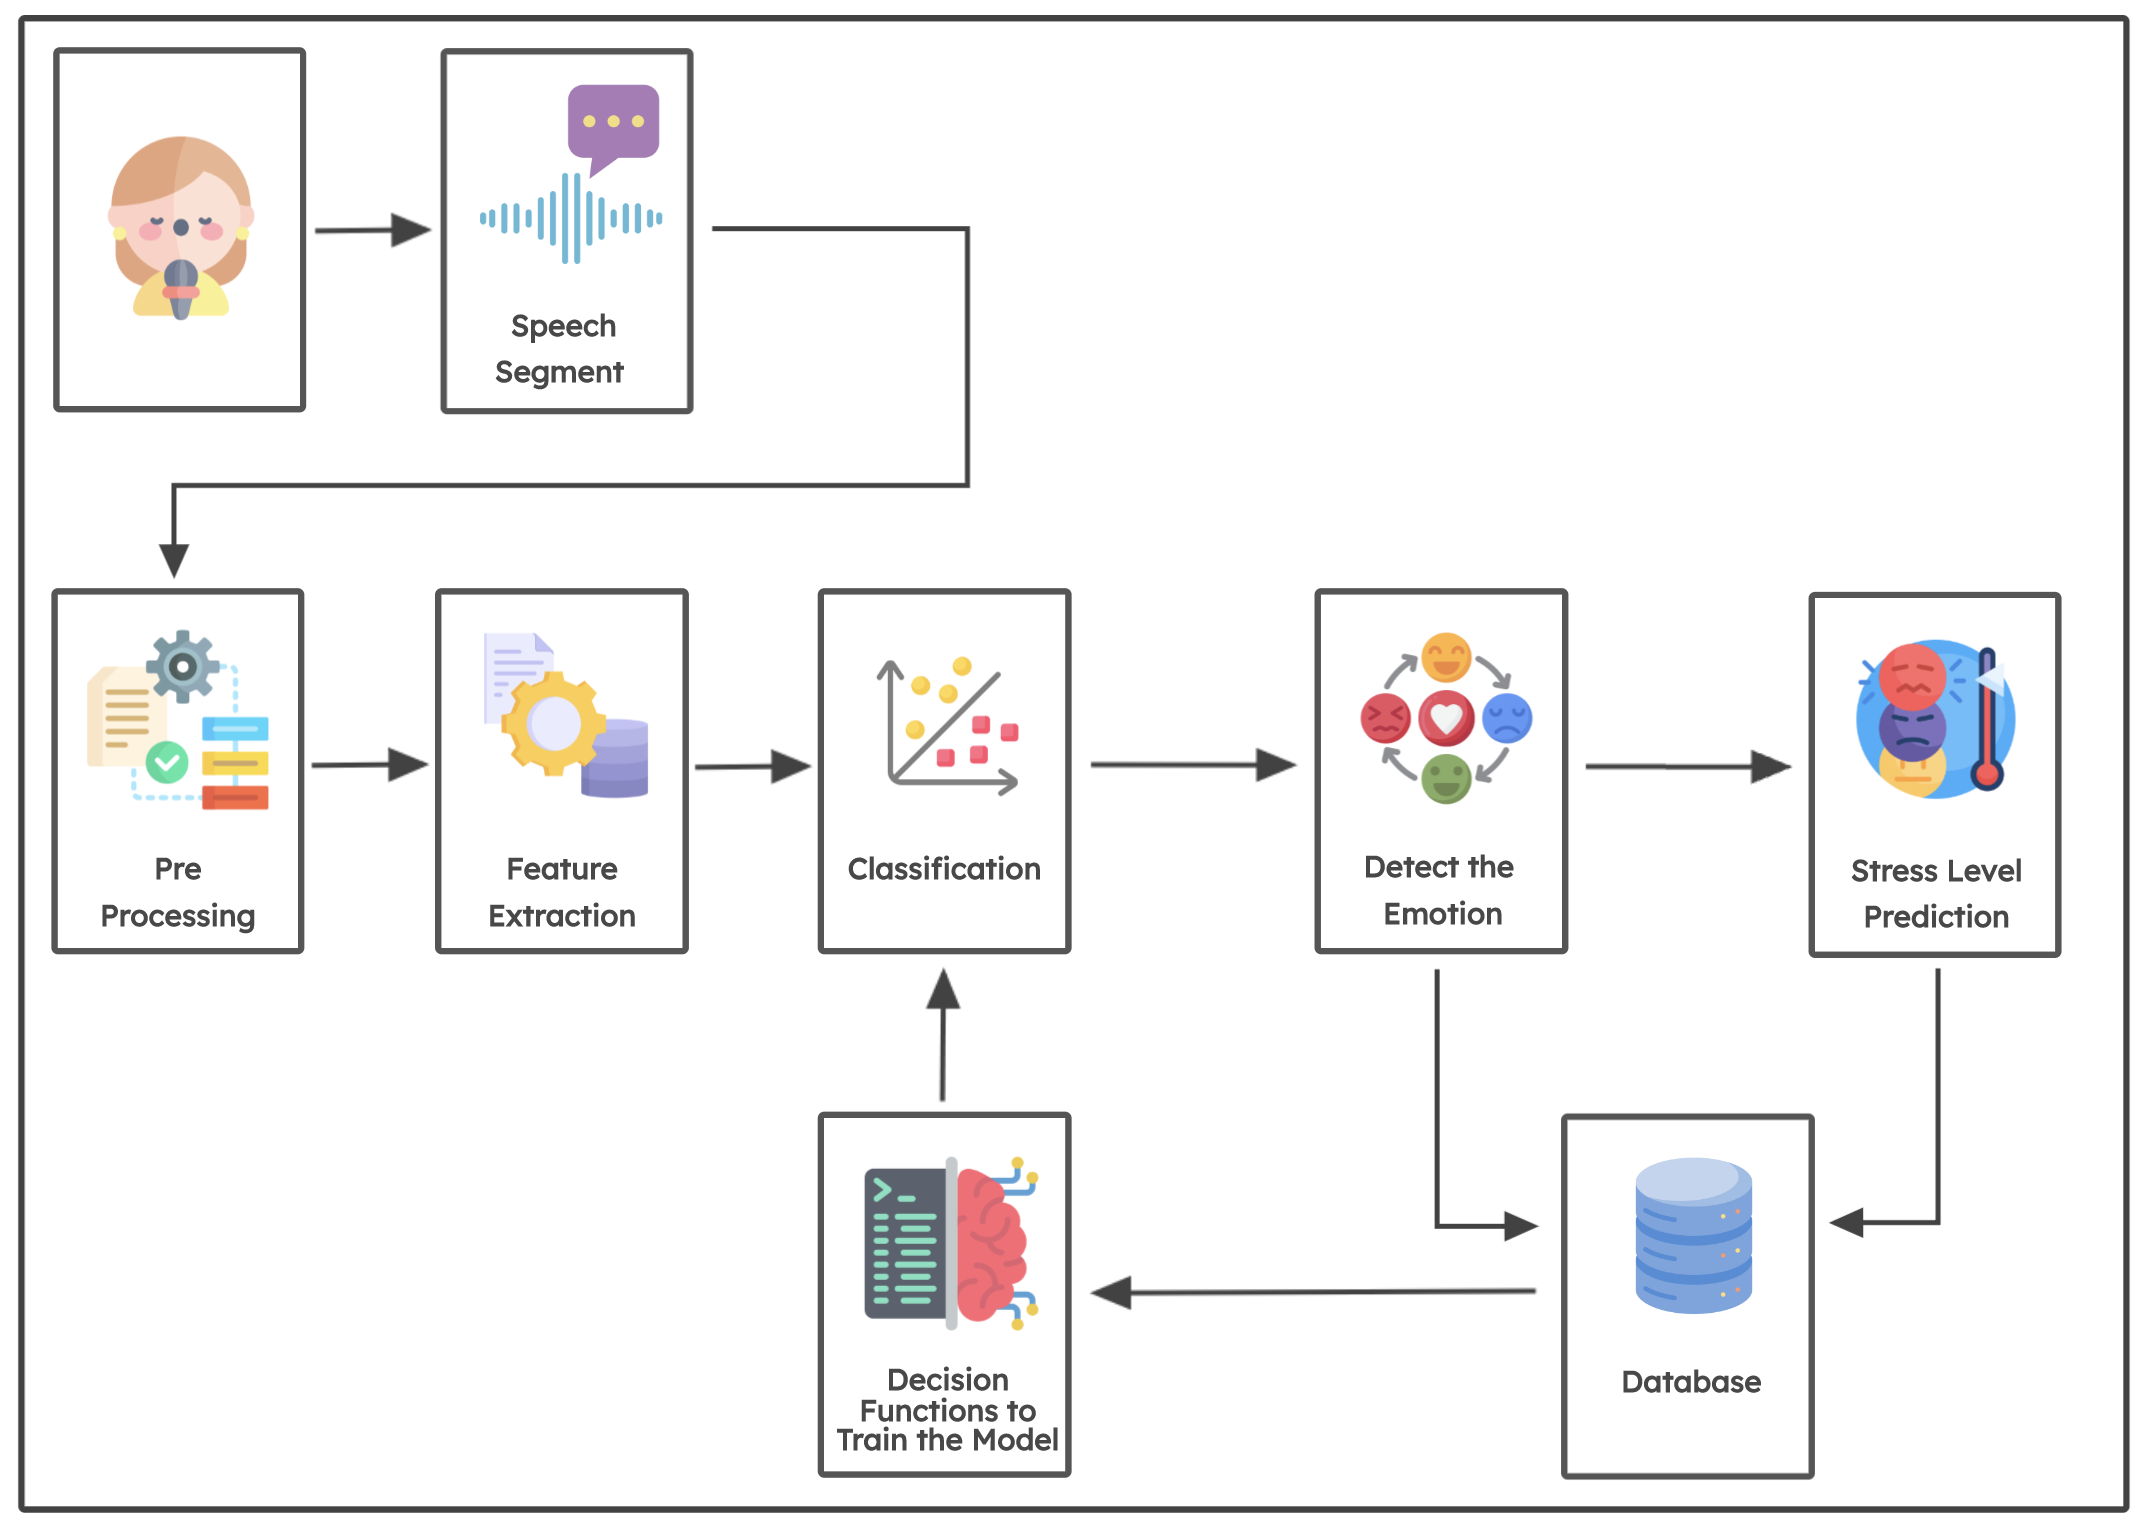 Speech
Segment
Pre
Processing
Feature
Extraction
Classification
Detect the
Emotion
Stress Level
Prediction
Decision
Functions to
Train the Model
Database